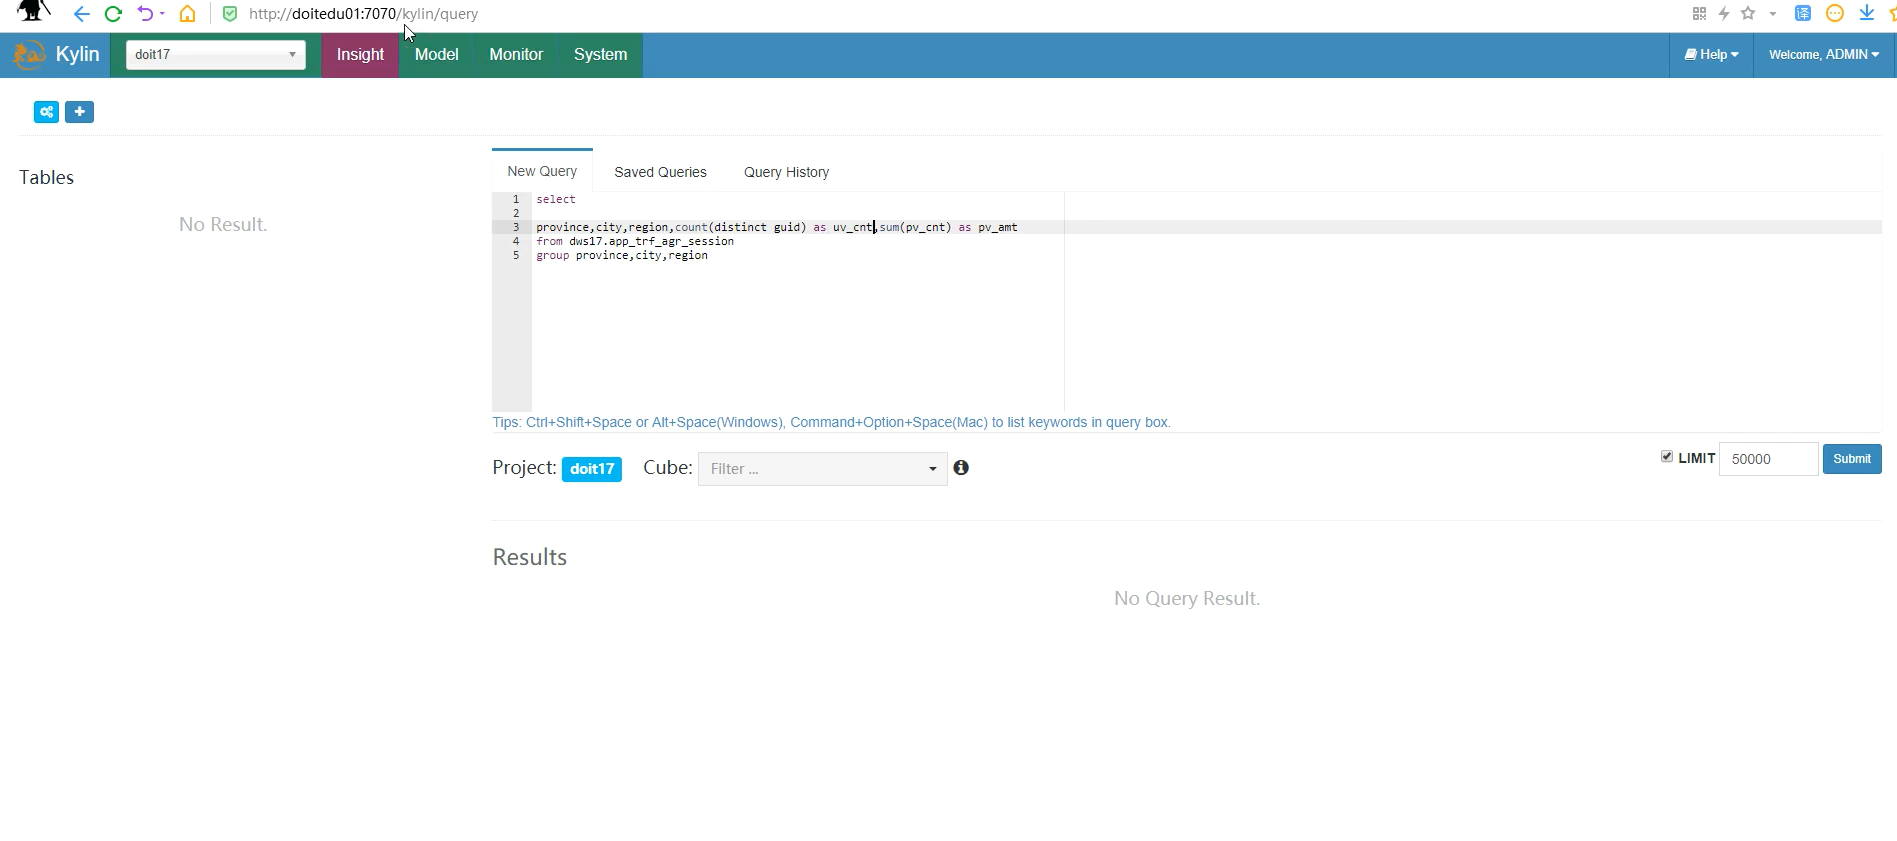 http://doitedu01:7070/kylin/query
译
Kylin
doit17
Insight
Model
Monitor
System
Help
Welcome, ADMIN
Tables
No Result.
New Query
Saved Queries
Query History
1 select
2
3 province,city,region,count(distinct guid) as uv_cnt,sum(pv_cnt) as pv_amt
4 from dws17.app_trf_agr_session
5 group province,city,region
Tips: Ctrl+Shift+Space or Alt+Space(Windows), Command+Option+Space(Mac) to list keywords in query box.
Project: doit17 Cube: Filter ...
LIMIT 50000 Submit
Results
No Query Result.